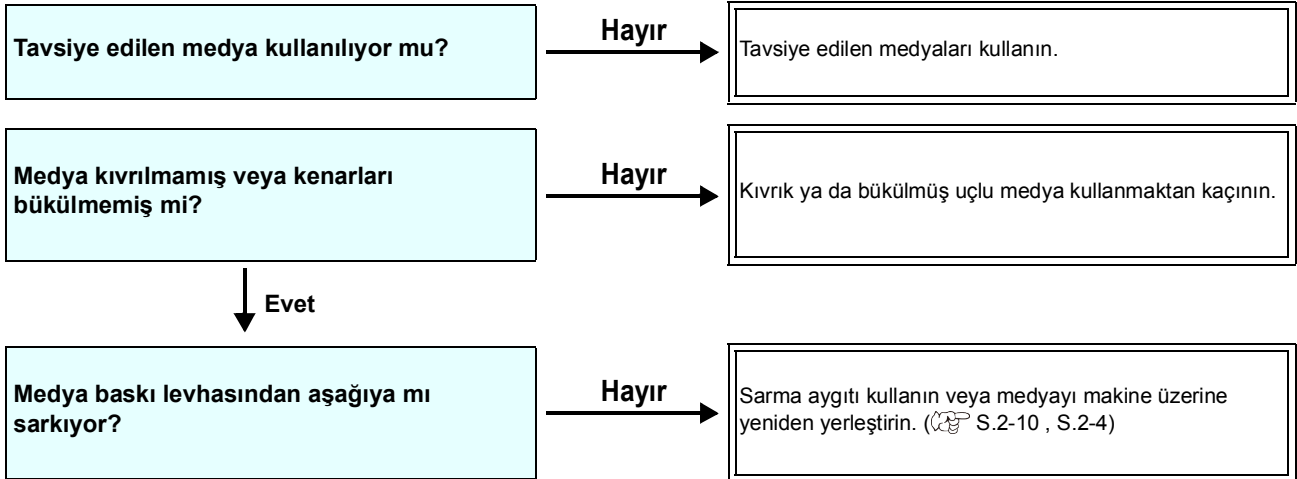 Tavsiye edilen medya kullanılıyor mu?
Hayır
Tavsiye edilen medyaları kullanın.
Medya kıvrılmamış veya kenarları
bükülmemiş mi?
Hayır
Kıvrık ya da bükülmüş uçlu medya kullanmaktan kaçının.
Evet
Medya baskı levhasından aşağıya mı
sarkıyor?
Hayır
Sarma aygıtı kullanın veya medyayı makine üzerine
yeniden yerleştirin. ( S.2-10 , S.2-4)